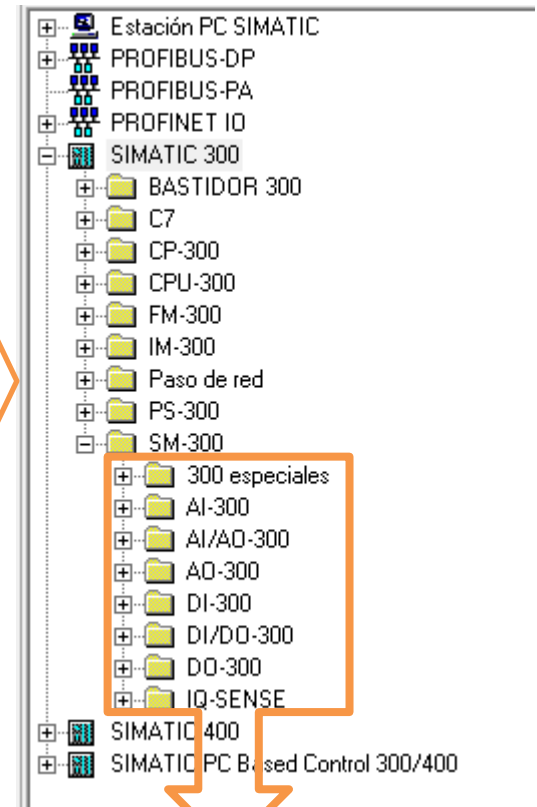 Estación PC SIMATIC
PROFIBUS-DP
PROFIBUS-PA
PROFINET IO
SIMATIC 300
BASTIDOR 300
C7
CP-300
CPU-300
FM-300
IM-300
Paso de red
PS-300
SM-300
300 especiales
AI-300
AI/AO-300
AO-300
DI-300
DI/DO-300
DO-300
IQ-SENSE
SIMATIC 400
SIMATIC PC Based Control 300/400